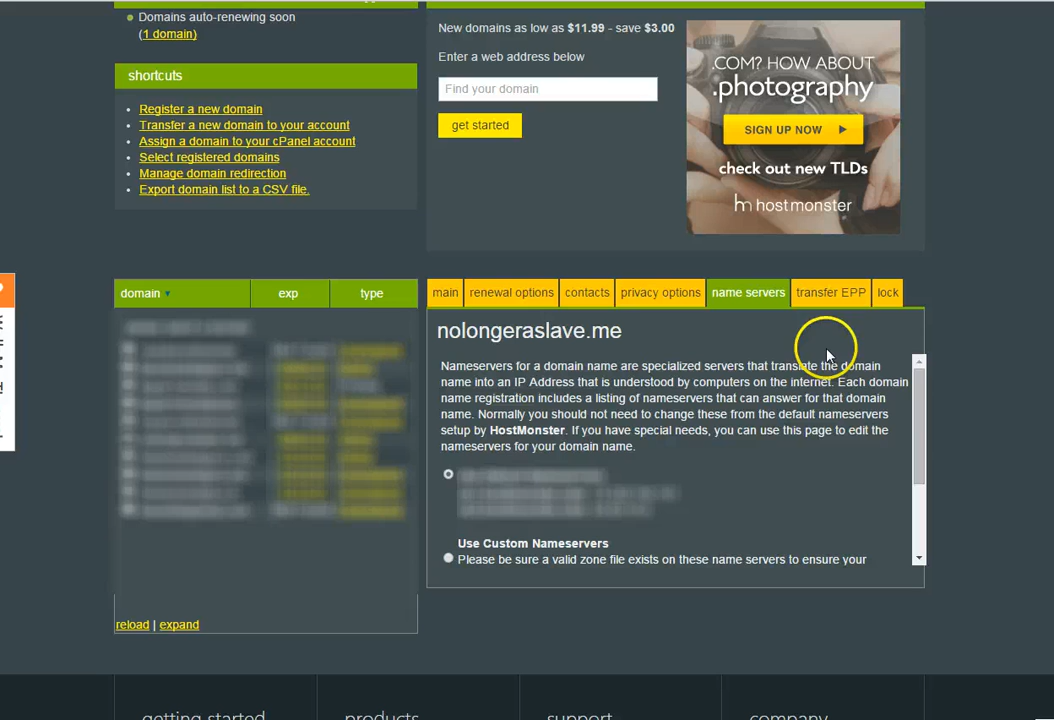 Domains auto-renewing soon
(1 domain)
shortcuts
Register a new domain
Transfer a new domain to your account
Assign a domain to your cPanel account
Select registered domains
Manage domain redirection
Export domain list to a CSV file.
New domains as low as $11.99 - save $3.00
Enter a web address below
Find your domain
get started
.COM? HOW ABOUT
.photography
SIGN UP NOW
check out new TLDs
hm hostmonster
domain exp type
reload | expand
main renewal options contacts privacy options name servers transfer EPP lock
nolongeraslave.me
Nameservers for a domain name are specialized servers that translate the domain
name into an IP Address that is understood by computers on the internet. Each domain
name registration includes a listing of nameservers that can answer for that domain
name. Normally you should not need to change these from the default nameservers
setup by HostMonster. If you have special needs, you can use this page to edit the
nameservers for your domain name.
Use Custom Nameservers
Please be sure a valid zone file exists on these name servers to ensure your
getting started products support company